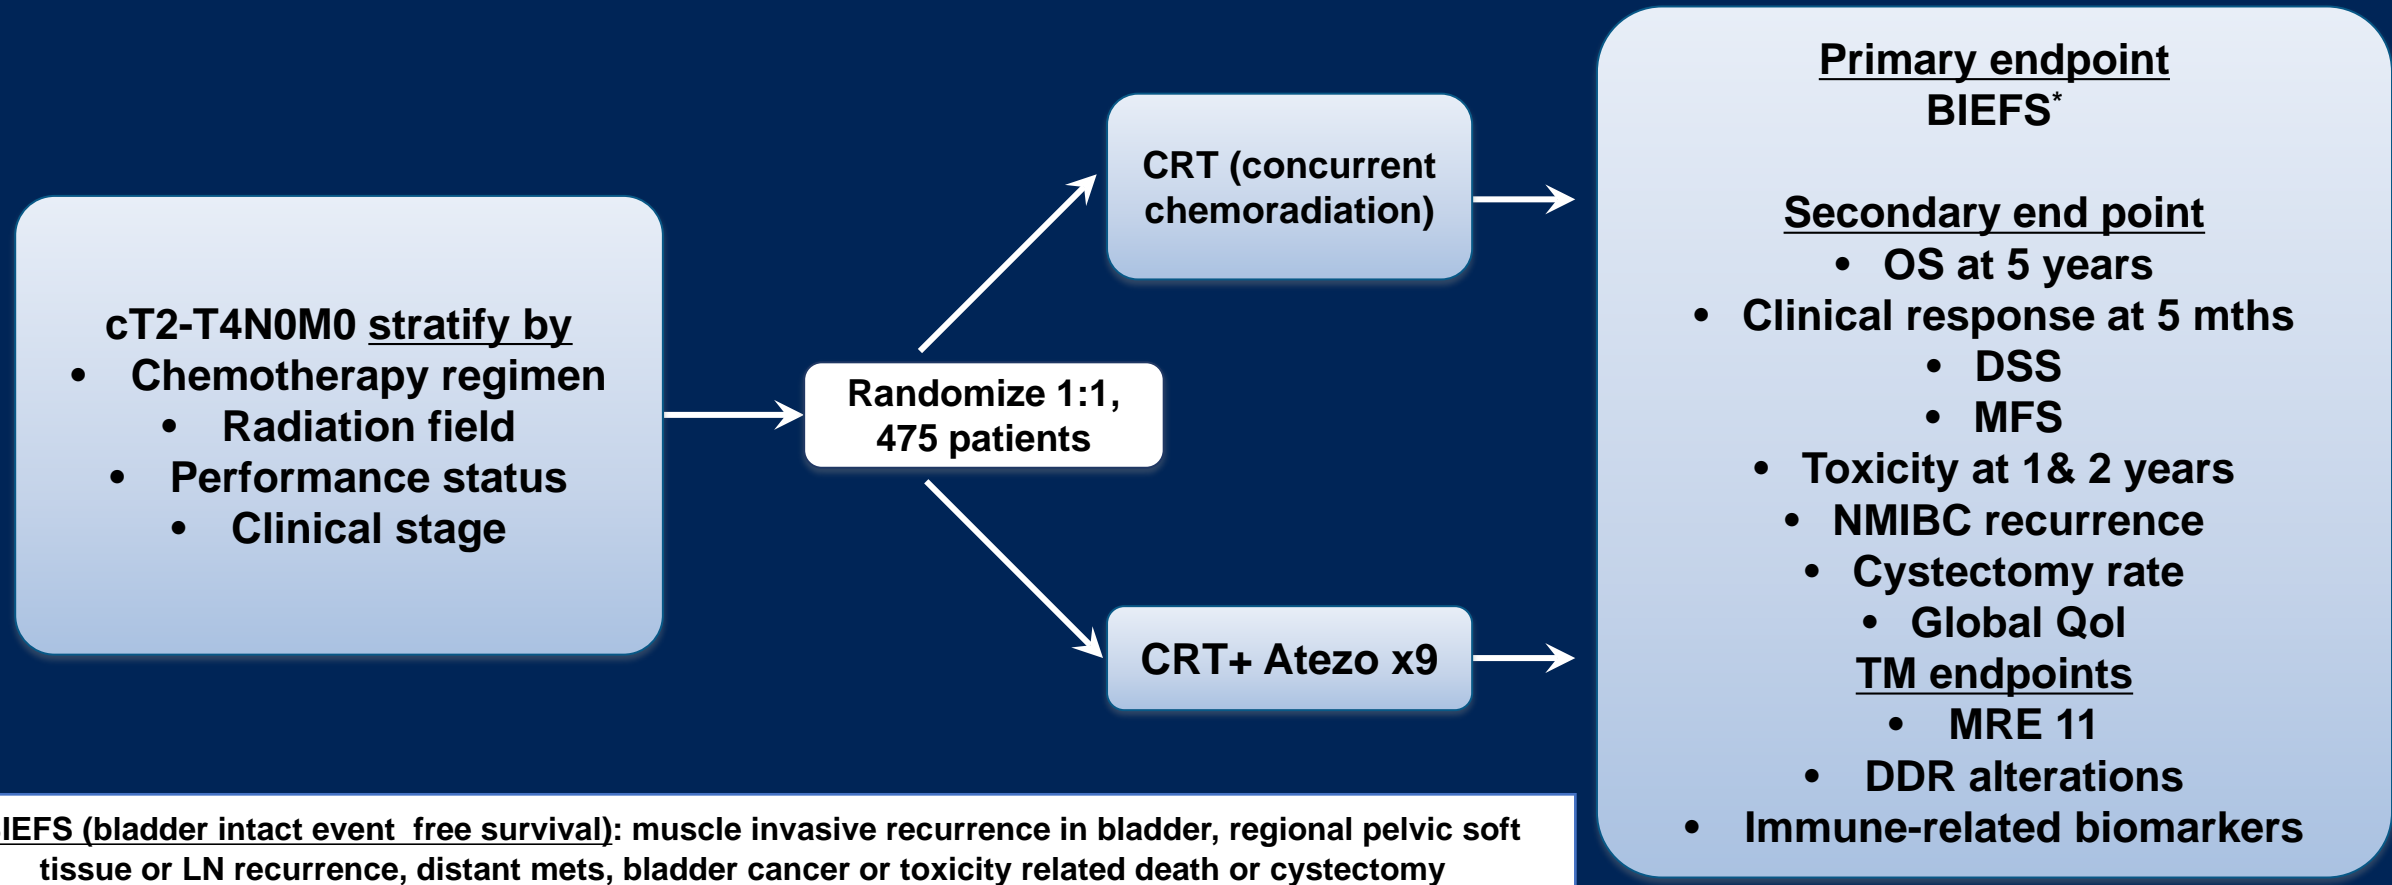 cT2-T4N0M0 stratify by
• Chemotherapy regimen
• Radiation field
• Performance status
• Clinical stage
Randomize 1:1,
475 patients
CRT (concurrent
chemoradiation)
CRT+ Atezo x9
Primary endpoint
BIEFS*
Secondary end point
• OS at 5 years
• Clinical response at 5 mths
• DSS
• MFS
• Toxicity at 1& 2 years
• NMIBC recurrence
• Cystectomy rate
• Global Qol
TM endpoints
• MRE 11
• DDR alterations
• Immune-related biomarkers
IEFS (bladder intact event free survival): muscle invasive recurrence in bladder, regional pelvic soft
tissue or LN recurrence, distant mets, bladder cancer or toxicity related death or cystectomy